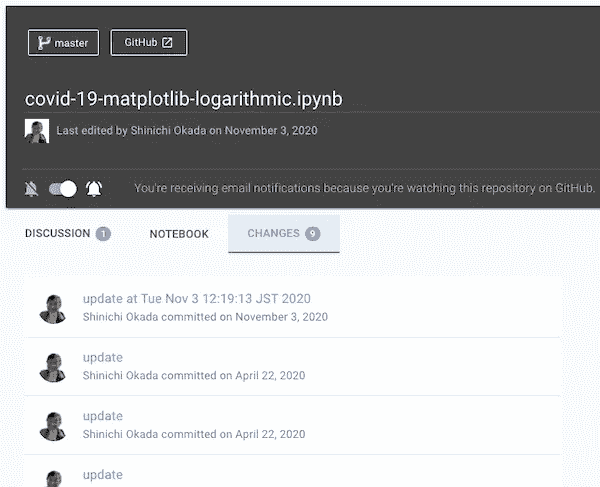 master GitHub
covid-19-matplotlib-logarithmic.ipynb
Last edited by Shinichi Okada on November 3, 2020
You're receiving email notifications because you're watching this repository on GitHub.
DISCUSSION 1 NOTEBOOK CHANGES 9
update at Tue Nov 3 12:19:13 JST 2020
Shinichi Okada committed on November 3, 2020
update
Shinichi Okada committed on April 22, 2020
update
Shinichi Okada committed on April 22, 2020
update